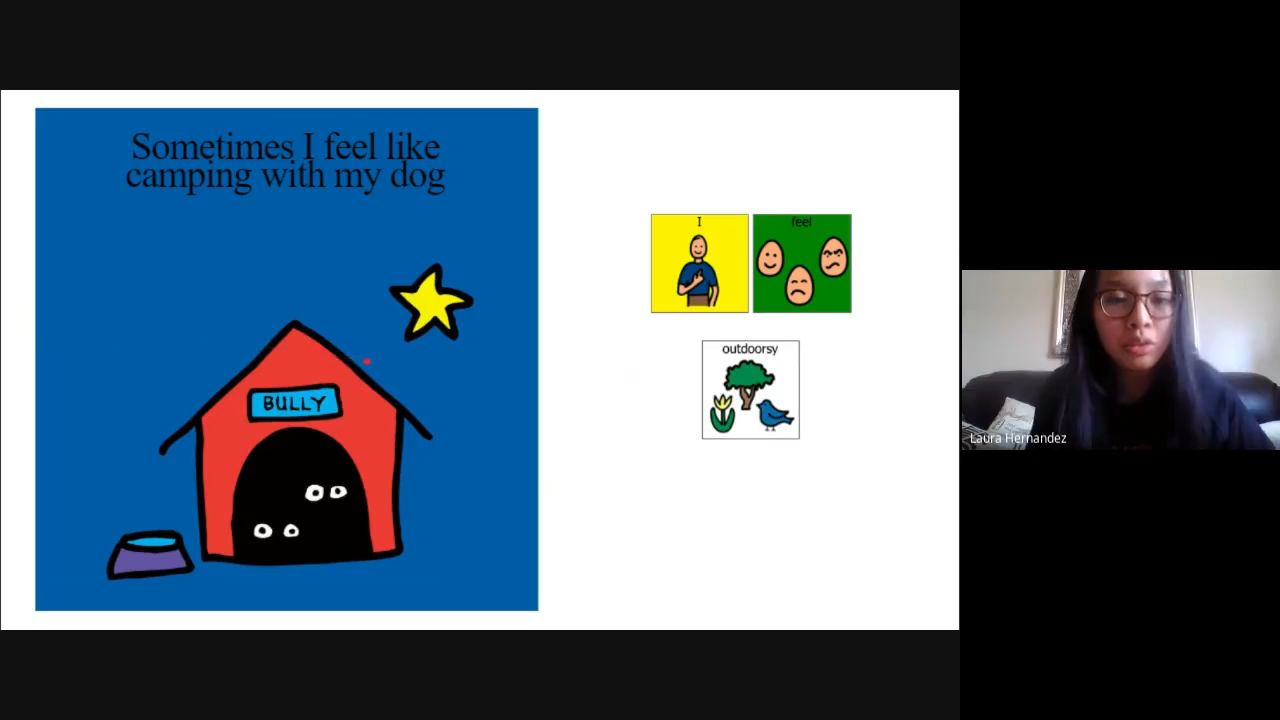 Sometimes I feel like
camping with my dog
BULLY
I
feel
outdoorsy
Laura Hernandez